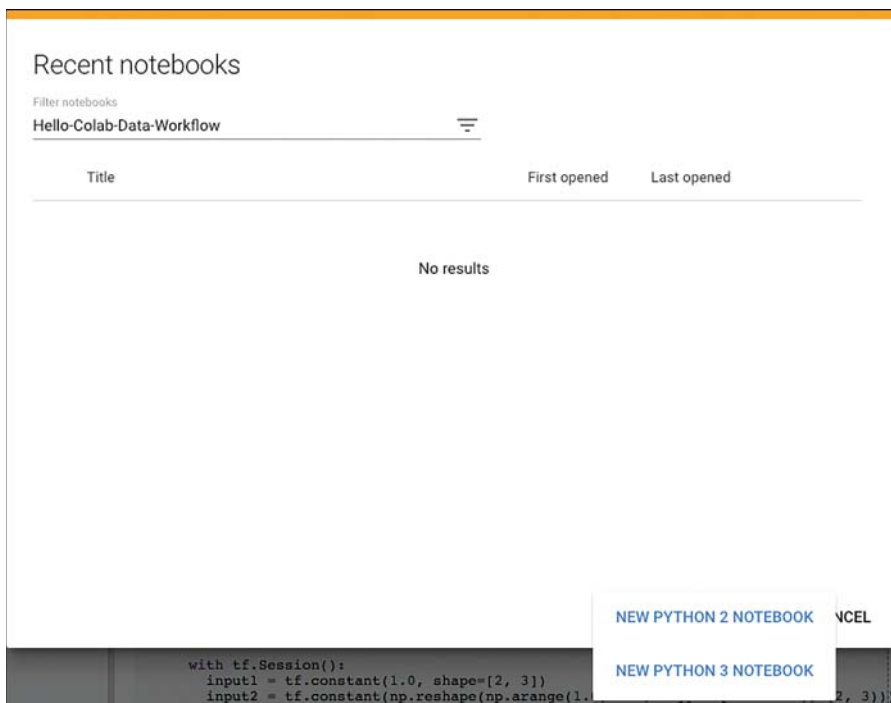 Recent notebooks
Filter notebooks
Hello-Colab-Data-Workflow
Title First opened Last opened
No results
NEW PYTHON 2 NOTEBOOK NCEL
NEW PYTHON 3 NOTEBOOK
with tf.Session():
input1 = tf.constant(1.0, shape=[2, 3])
input2 = tf.constant(np.reshape(np.arange(1. 2, 3))